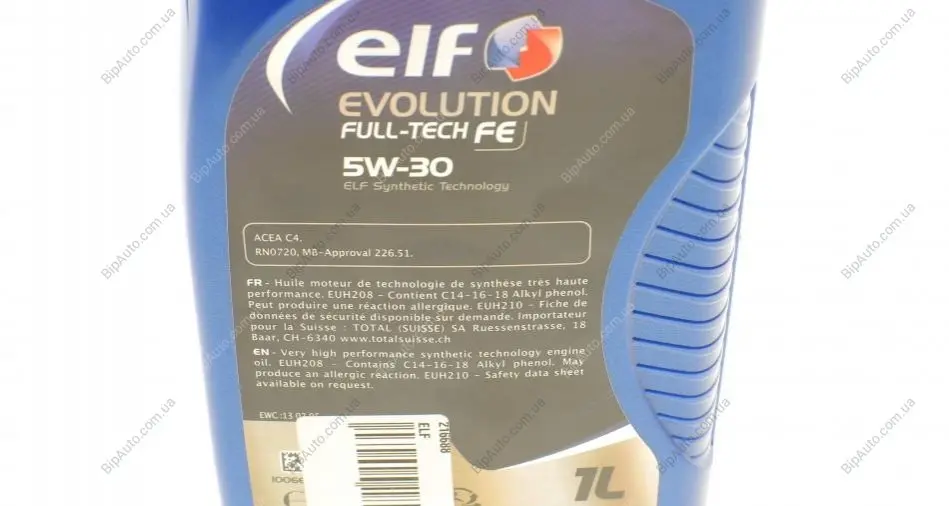 elf
EVOLUTION
FULL-TECH FE
5W-30
ELF Synthetic Technology
ACEA C4.
RN0720, MB-Approval 226.51.
FR - Huile moteur de technologie de synthèse très haute
performance. EUH208 - Contient C14-16-18 Alkyl phenol.
Peut produire une réaction allergique. EUH210 - Fiche de
données de sécurité disponible sur demande. Importateur
pour la Suisse : TOTAL (SUISSE) SA Ruessenstrasse, 18
Baar, CH-6340 www.totalsuisse.ch
EN - Very high performance synthetic technology engine
oil. EUH208 - Contains C14-16-18 Alkyl phenol. May
produce an allergic reaction. EUH210 - Safety data sheet
available on request.
216688
ELF
1L
BipAuto.com.ua